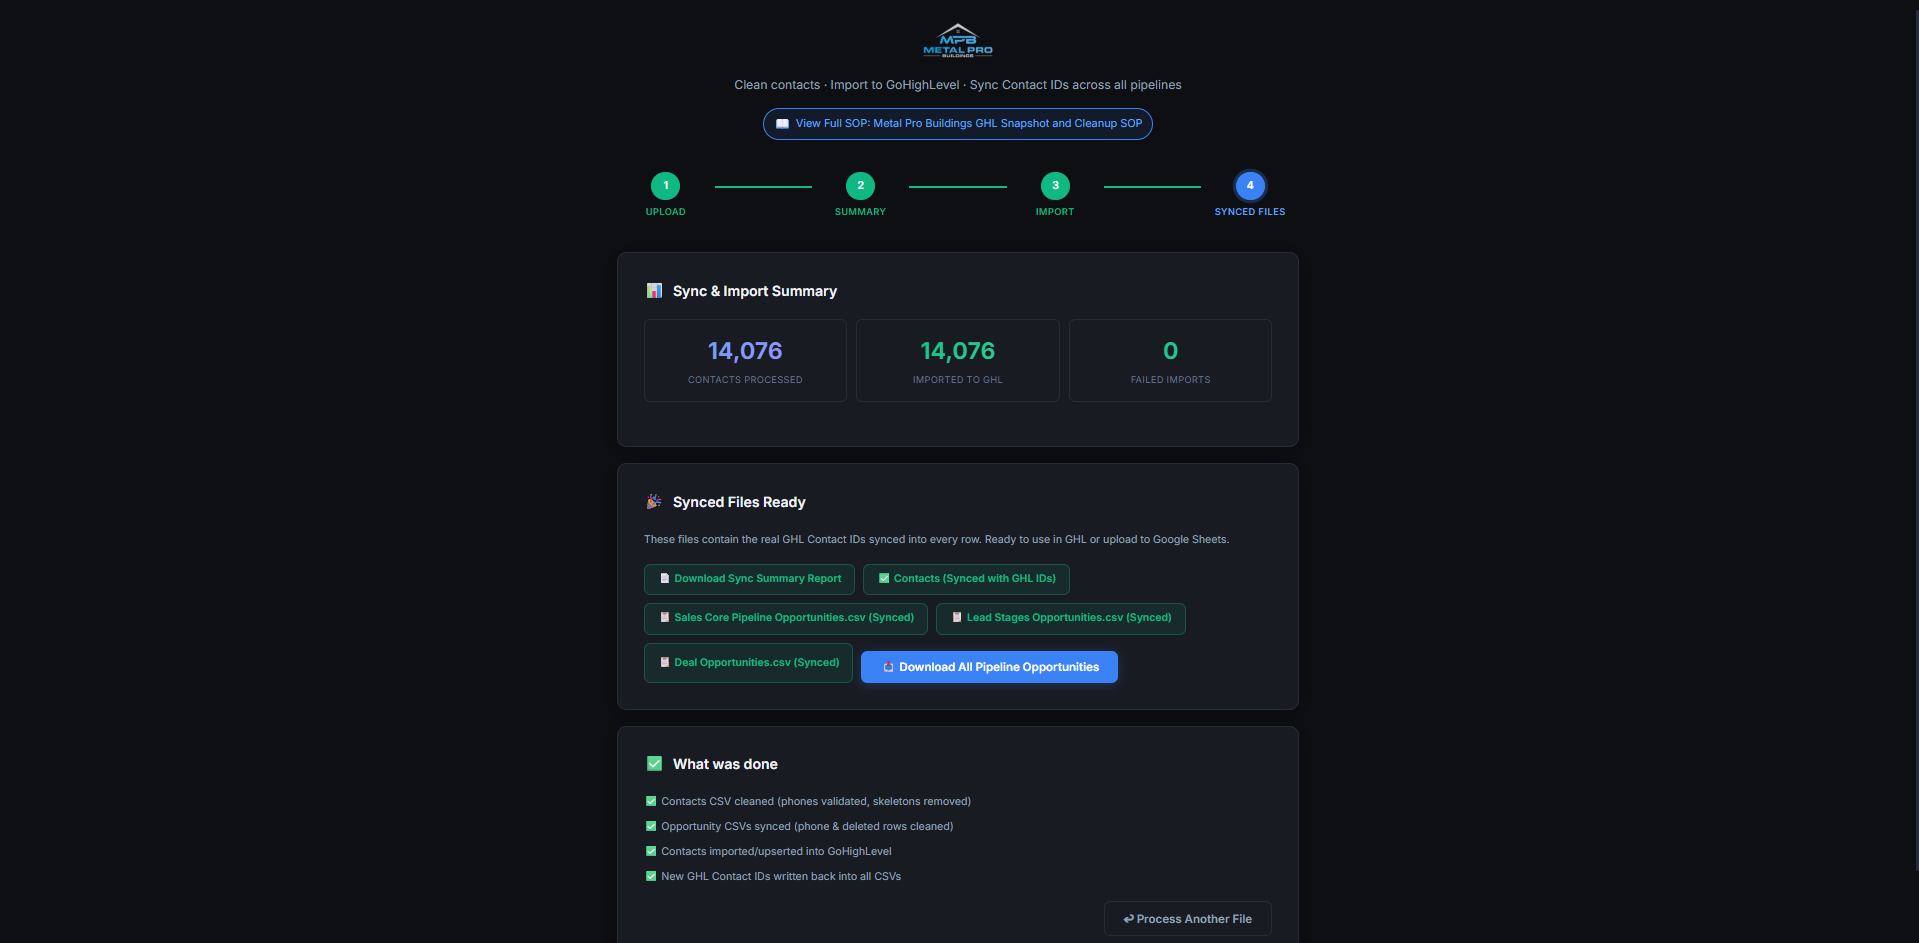 MPB
METAL PRO
BUILDINGS
Clean contacts · Import to GoHighLevel · Sync Contact IDs across all pipelines
View Full SOP: Metal Pro Buildings GHL Snapshot and Cleanup SOP
1 2 3 4
UPLOAD SUMMARY IMPORT SYNCED FILES
Sync & Import Summary
14,076 14,076 0
CONTACTS PROCESSED IMPORTED TO GHL FAILED IMPORTS
Synced Files Ready
These files contain the real GHL Contact IDs synced into every row. Ready to use in GHL or upload to Google Sheets.
Download Sync Summary Report Contacts (Synced with GHL IDs)
Sales Core Pipeline Opportunities.csv (Synced) Lead Stages Opportunities.csv (Synced)
Deal Opportunities.csv (Synced) Download All Pipeline Opportunities
What was done
Contacts CSV cleaned (phones validated, skeletons removed)
Opportunity CSVs synced (phone & deleted rows cleaned)
Contacts imported/upserted into GoHighLevel
New GHL Contact IDs written back into all CSVs
Process Another File